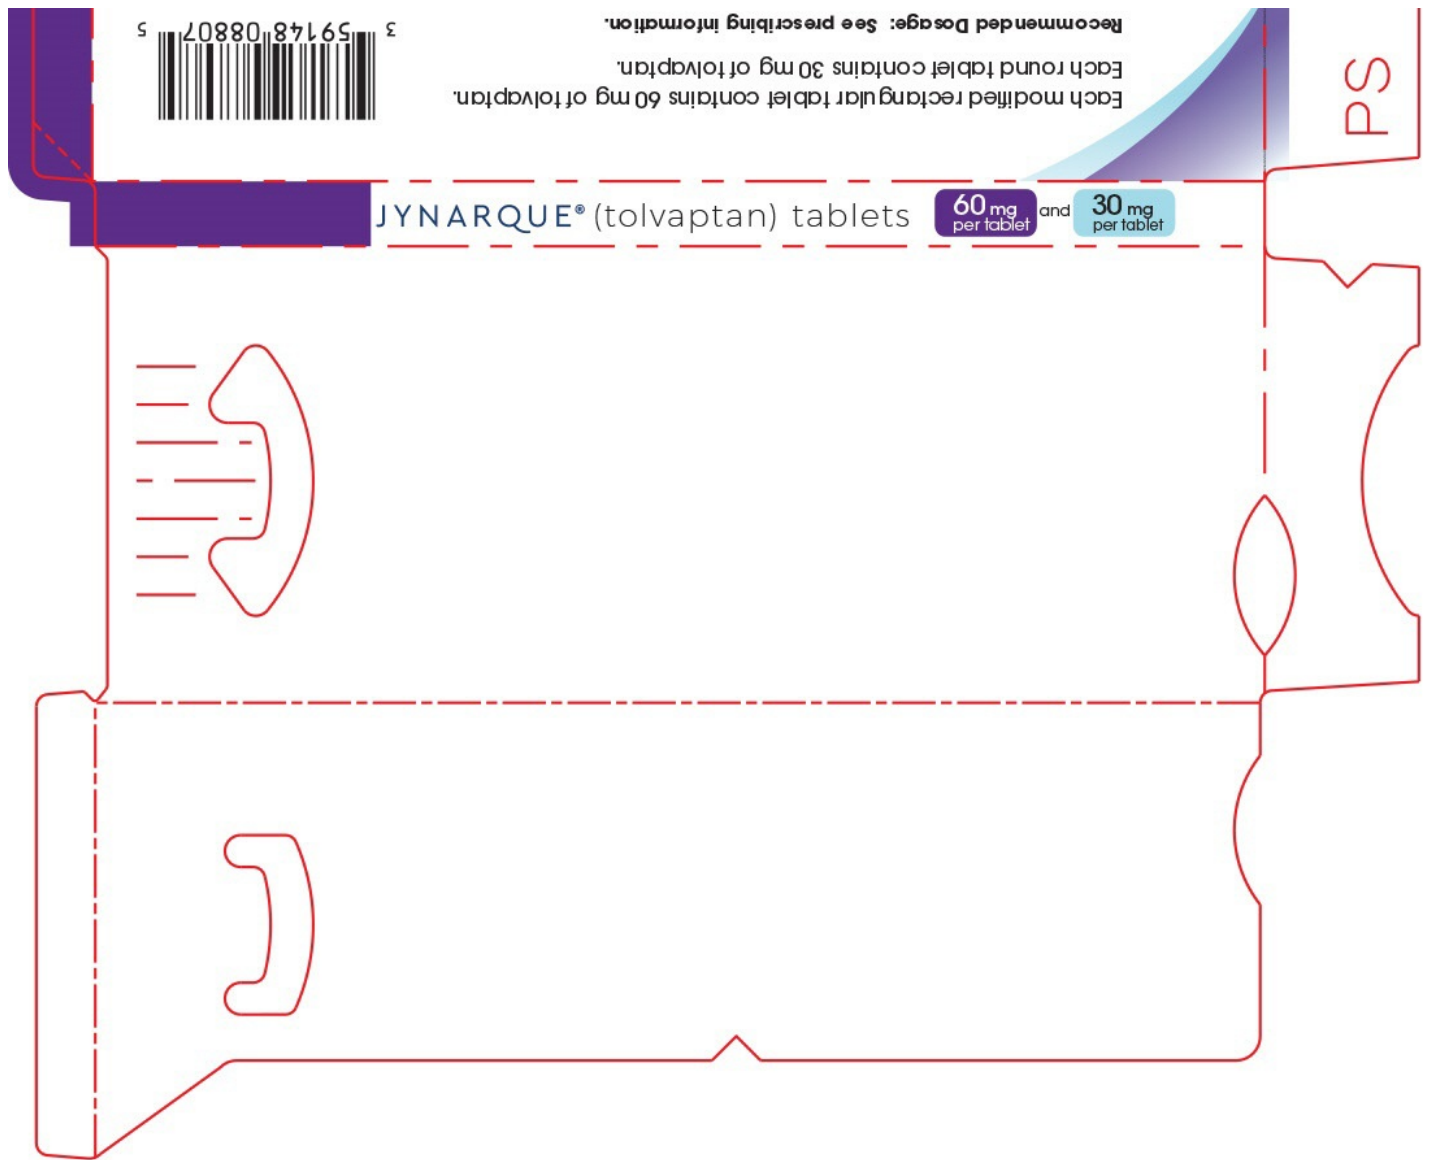 Each modified rectangular tablet contains 60 mg of tolvaptan.
Each round tablet contains 30 mg of tolvaptan.
Recommended Dosage: See prescribing information.
3 59148 08807 5
PS
JYNARQUE® (tolvaptan) tablets
60 mg
per tablet
and
30 mg
per tablet